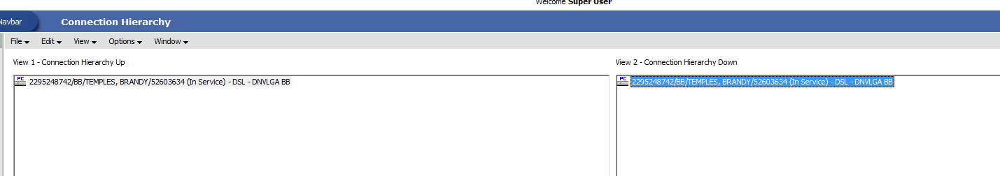 Welcome Super User
Navbar
Connection Hierarchy
File Edit View Options Window
View 1 - Connection Hierarchy Up
View 2 - Connection Hierarchy Down
PC 2295248742/BB/TEMPLES, BRANDY/52603634 (In Service) - DSL - DNVLGA BB
PC 2295248742/BB/TEMPLES, BRANDY/52603634 (In Service) - DSL - DNVLGA BB